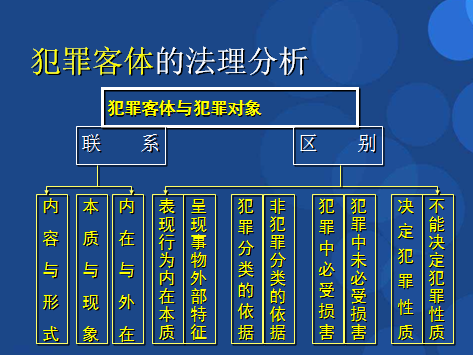 犯罪客体的法理分析
犯罪客体与犯罪对象
联 系
区 别
内容与形式
本质与现象
内在与外在
表现行为内在本质
呈现事物外部特征
犯罪分类的依据
非犯罪分类的依据
犯罪中必受损害
犯罪中未必受损害
决定犯罪性质
不能决定犯罪性质